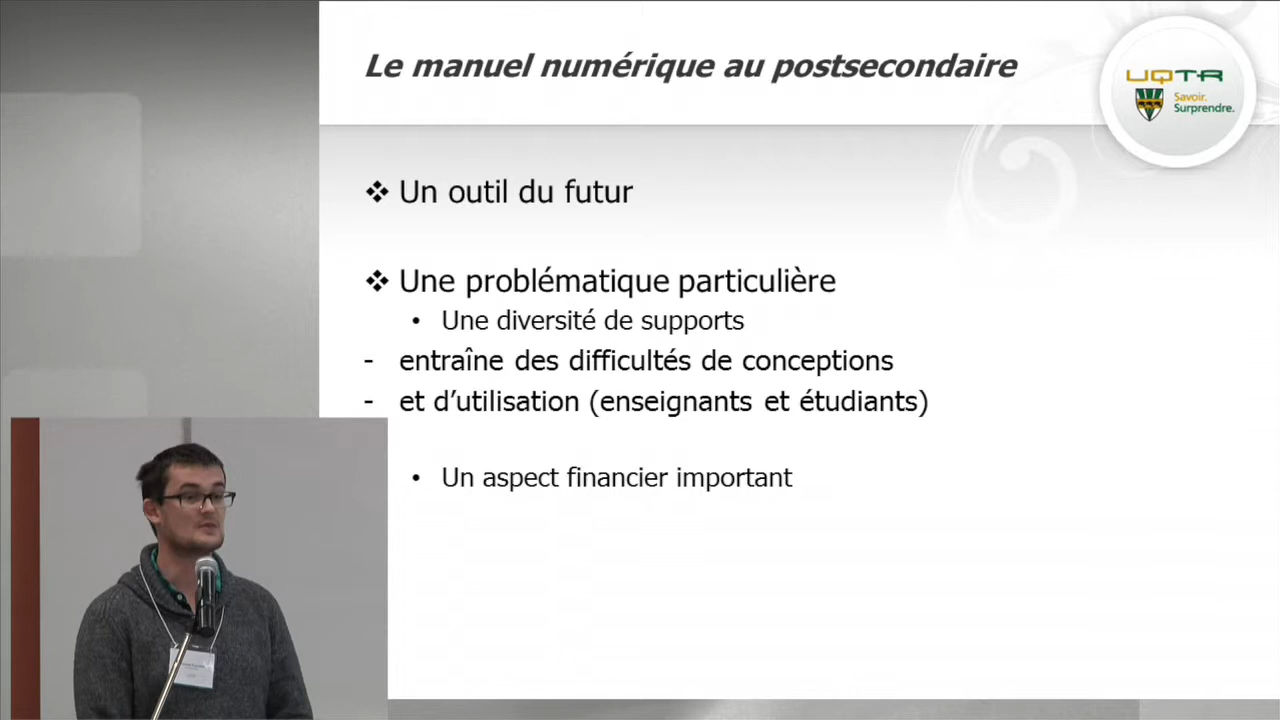 Le manuel numérique au postsecondaire
UQTR
Savoir.
Surprendre.
❖ Un outil du futur
❖ Une problématique particulière
• Une diversité de supports
- entraîne des difficultés de conceptions
- et d’utilisation (enseignants et étudiants)
• Un aspect financier important